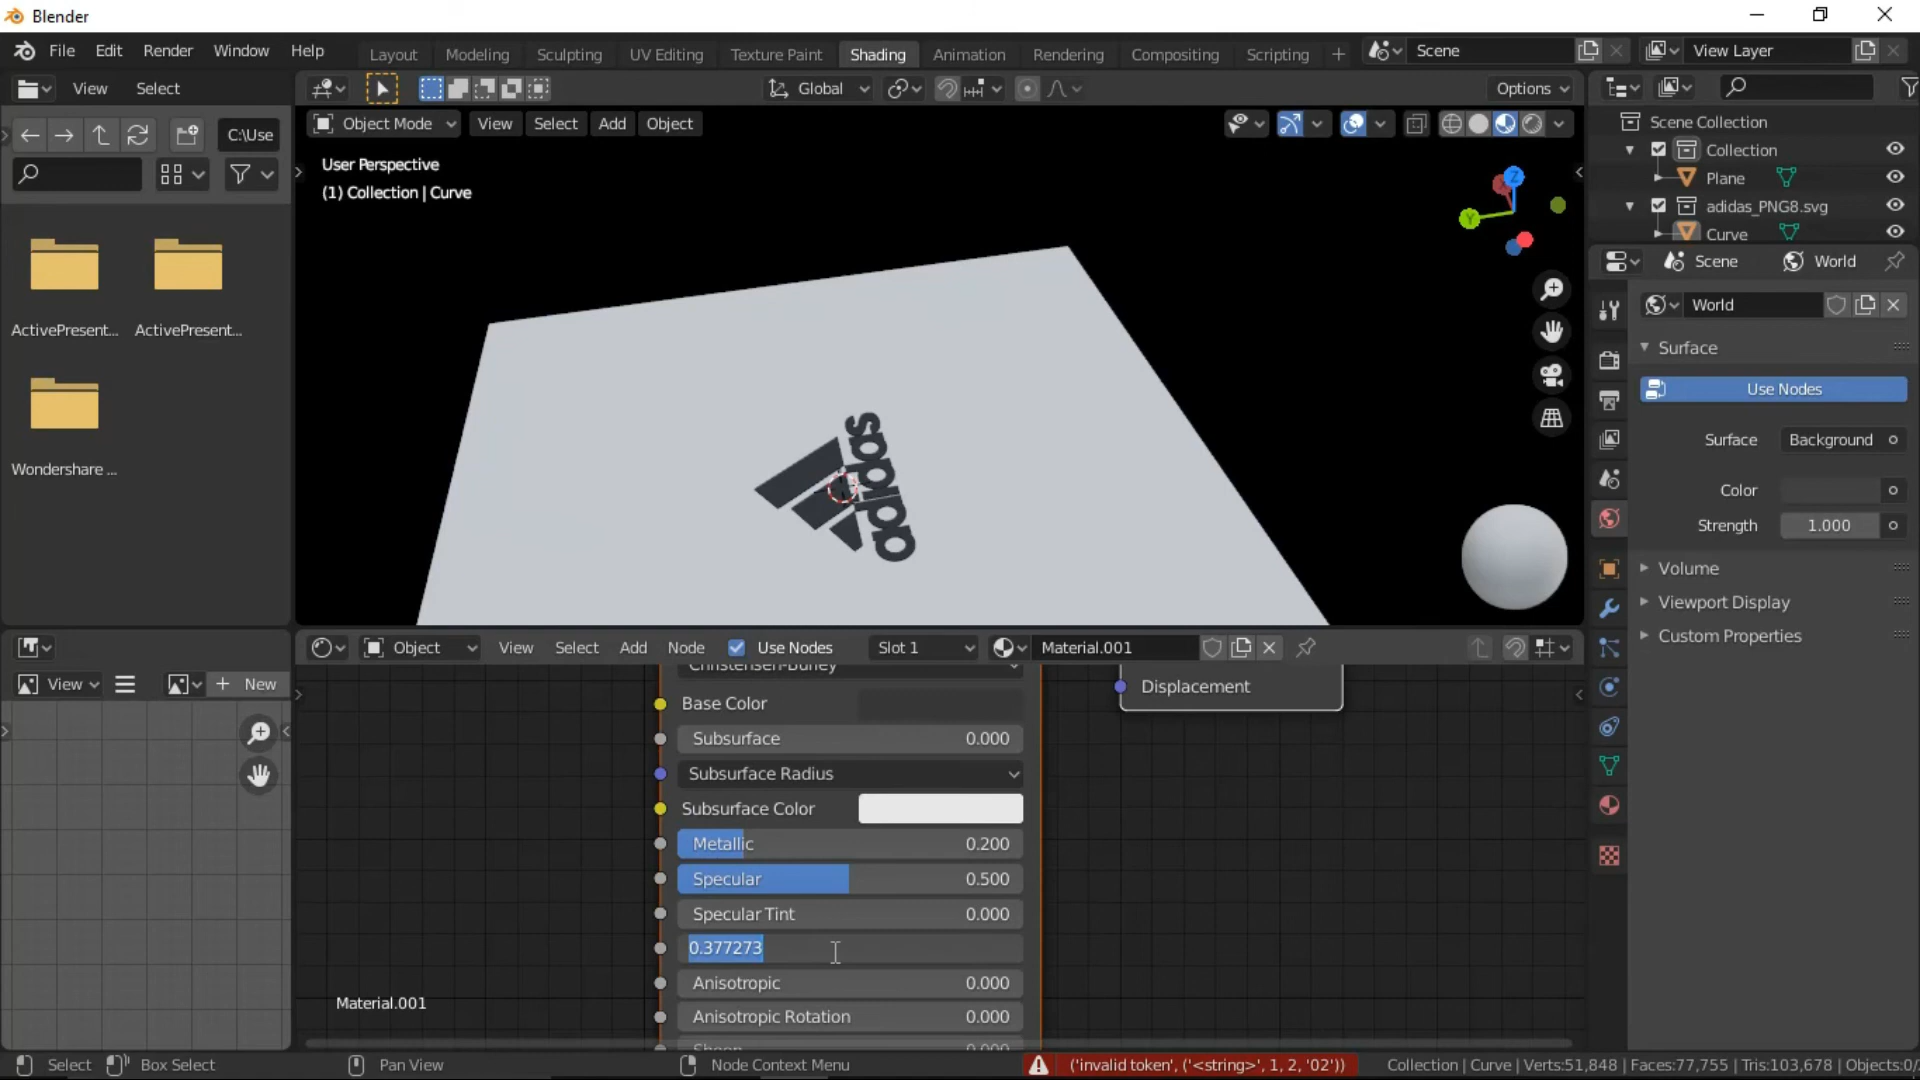 Blender
File Edit Render Window Help
Layout Modeling Sculpting UV Editing Texture Paint Shading Animation Rendering Compositing Scripting +
Scene
View Layer
View Select
Global
Options
C:\Use
Object Mode View Select Add Object
User Perspective
(1) Collection | Curve
Z
Y
adidas
ActivePresent...
ActivePresent...
Wondershare ...
Scene Collection
Collection
Plane
adidas_PNG8.svg
Curve
Scene World
World
Surface
Use Nodes
Surface Background
Color
Strength 1.000
Volume
Viewport Display
Custom Properties
View
+ New
Object View Select Add Node Use Nodes Slot 1 Material.001
Christensen-Burley
Base Color
Subsurface 0.000
Subsurface Radius
Subsurface Color
Metallic 0.200
Specular 0.500
Specular Tint 0.000
0.377273
Anisotropic 0.000
Anisotropic Rotation 0.000
Sheen 0.000
Displacement
Material.001
Select Box Select Pan View Node Context Menu
('invalid token', ('<string>', 1, 2, '02'))
Collection | Curve | Verts:51,848 | Faces:77,755 | Tris:103,678 | Objects:0/